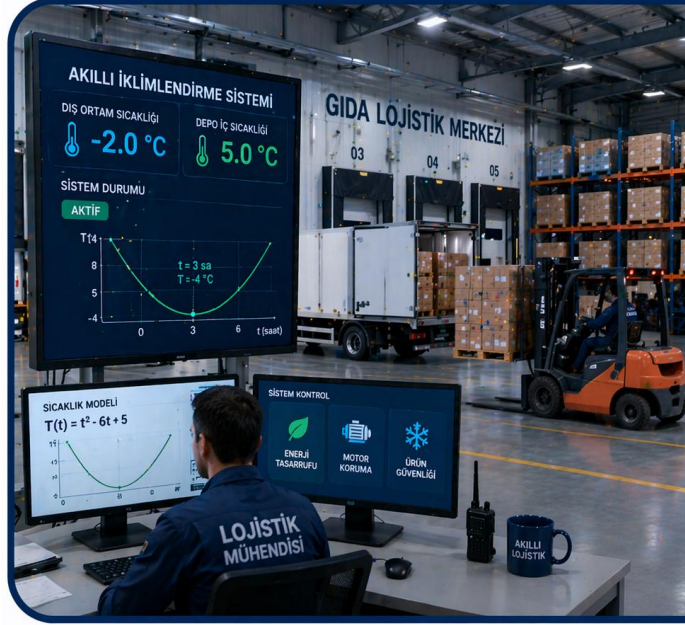 AKILLI İKLİMLENDİRME SİSTEMİ
DIŞ ORTAM SICAKLIĞI
-2.0 °C
DEPO İÇ SICAKLIĞI
5.0 °C
SİSTEM DURUMU
AKTİF
8
5
-4
t = 3 sa
T = -4 °C
0
3
6
t (saat)
GIDA LOJİSTİK MERKEZİ
03
04
05
SICAKLIK MODELİ
T(t) = t² - 6t + 5
SİSTEM KONTROL
ENERJİ
TASARRUFU
MOTOR
KORUMA
ÜRÜN
GÜVENLİĞİ
LOJİSTİK
MÜHENDİSİ
AKILLI
LOJİSTİK